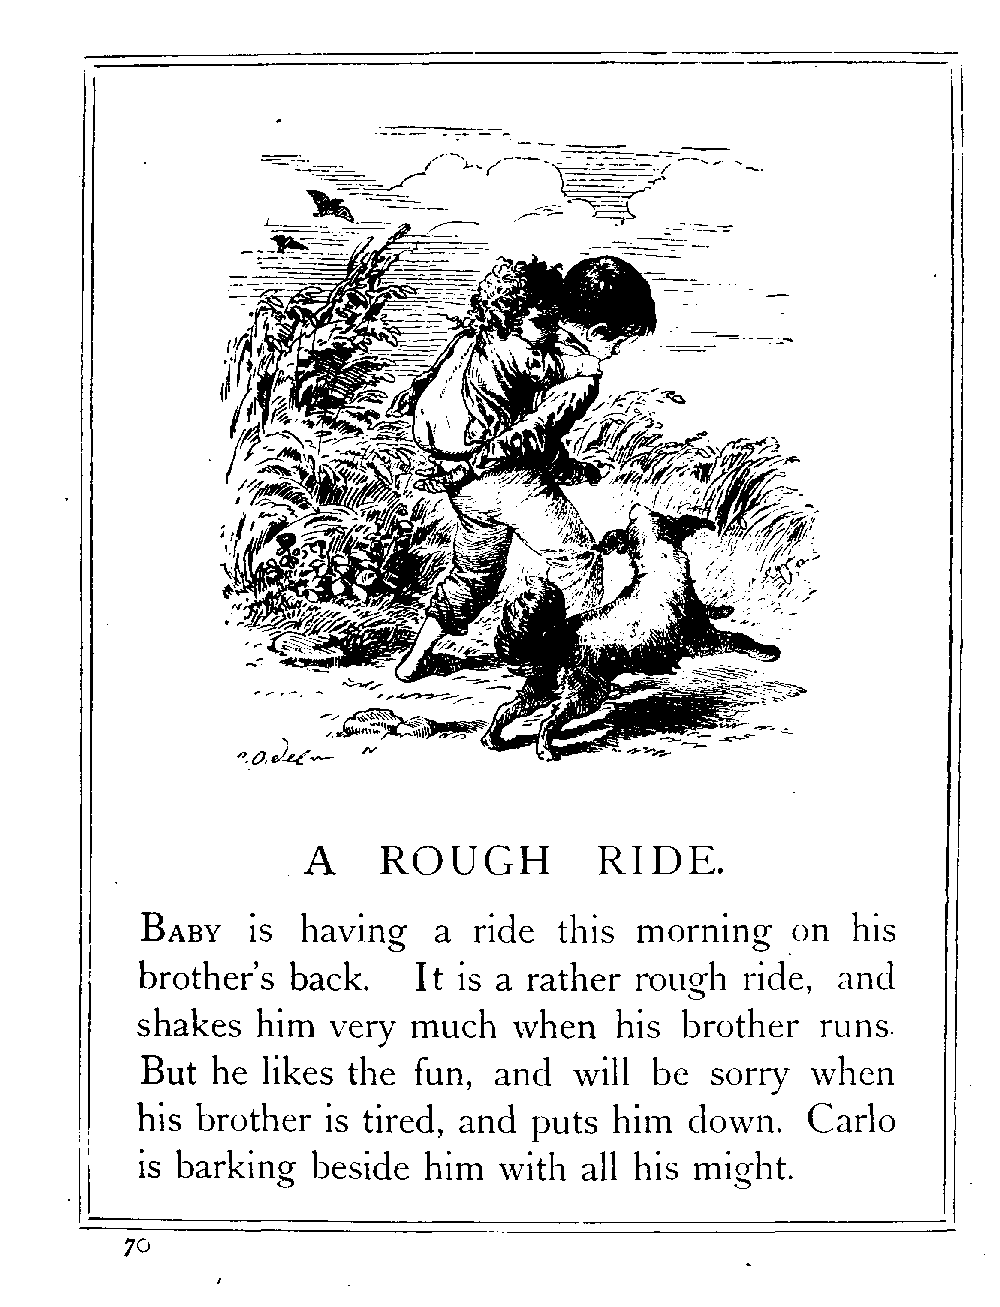 A ROUGH RIDE.
BABY is having a ride this morning on his
brother's back. It is a rather rough ride, and
shakes him very much when his brother runs.
But he likes the fun, and will be sorry when
his brother is tired, and puts him down. Carlo
is barking beside him with all his might.
70